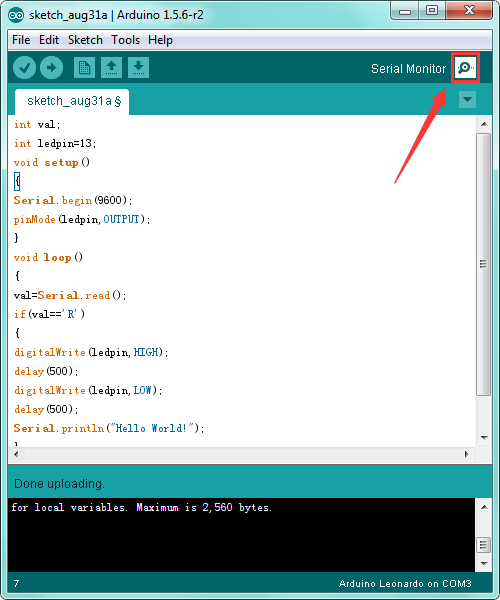 sketch_aug31a | Arduino 1.5.6-r2
File Edit Sketch Tools Help
Serial Monitor
sketch_aug31a §
int val;
int ledpin=13;
void setup()
{
Serial.begin(9600);
pinMode(ledpin,OUTPUT);
}
void loop()
{
val=Serial.read();
if(val=='R')
{
digitalWrite(ledpin,HIGH);
delay(500);
digitalWrite(ledpin,LOW);
delay(500);
Serial.println("Hello World!");
}
Done uploading.
for local variables. Maximum is 2,560 bytes.
7 Arduino Leonardo on COM3